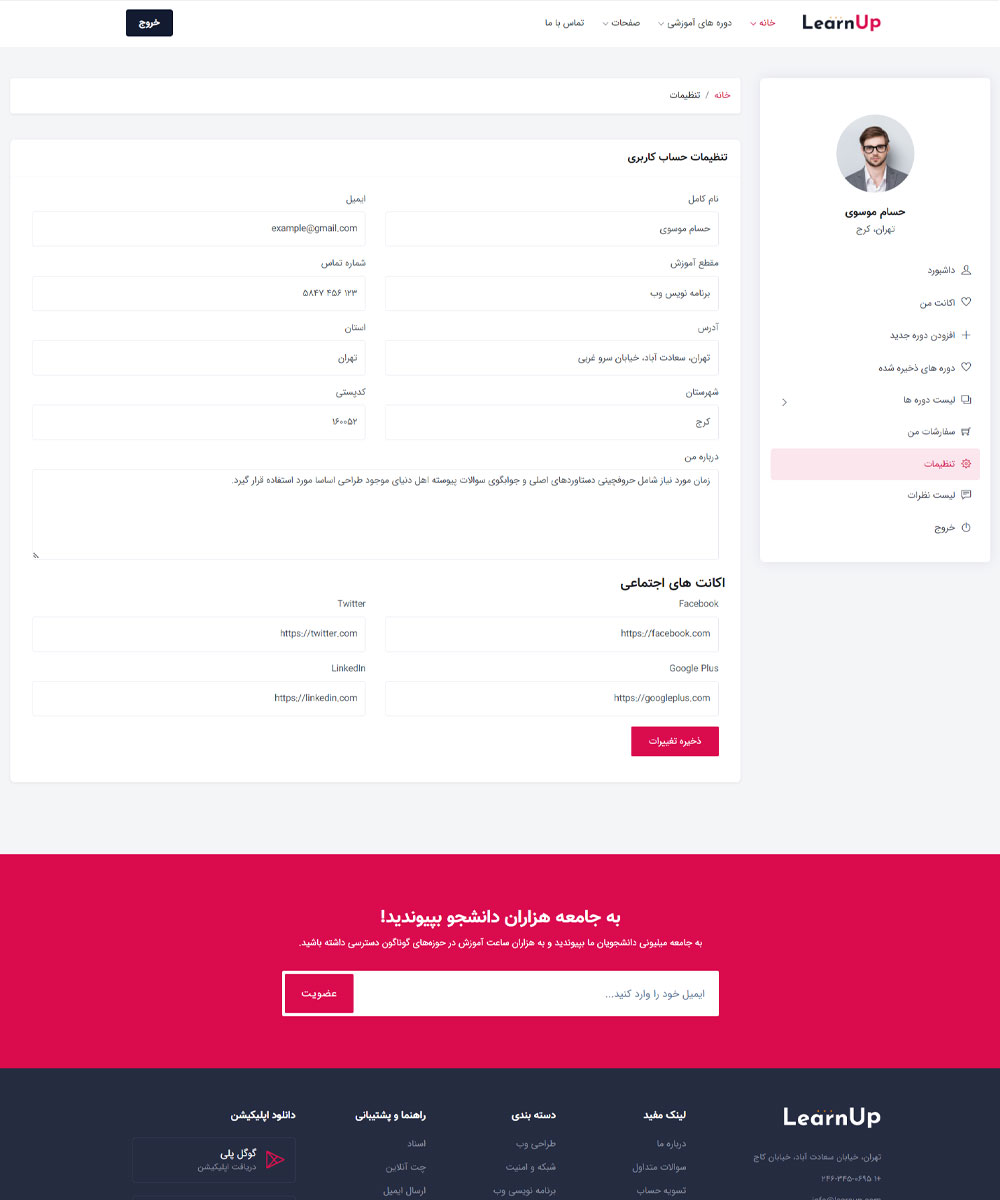 LearnUp
خانه
دوره های آموزشی
صفحات
تماس با ما
خروج
حسام موسوی
تهران، کرج
داشبورد
اکانت من
افزودن دوره جدید
دوره های ذخیره شده
لیست دوره ها
سفارشات من
تنظیمات
لیست نظرات
خروج
خانه / تنظیمات
تنظیمات حساب کاربری
نام کامل
ایمیل
حسام موسوی
example@gmail.com
مقطع آموزش
شماره تماس
برنامه نویس وب
۱۲۳ ۴۵۶ ۵۸۴۷
آدرس
استان
تهران، سعادت آباد، خیابان سرو غربی
تهران
شهرستان
کدپستی
کرج
۱۶۰۰۵۲
درباره من
زمان مورد نیاز شامل حروفچینی دستاوردهای اصلی و جوابگوی سوالات پیوسته اهل دنیای موجود طراحی اساسا مورد استفاده قرار گیرد.
اکانت های اجتماعی
Facebook
Twitter
https://facebook.com
https://twitter.com
Google Plus
LinkedIn
https://googleplus.com
https://linkedin.com
ذخیره تغییرات
به جامعه هزاران دانشجو بپیوندید!
به جامعه میلیونی دانشجویان ما بپیوندید و به هزاران ساعت آموزش در حوزه‌های گوناگون دسترسی داشته باشید.
ایمیل خود را وارد کنید...
عضویت
LearnUp
تهران، خیابان سعادت آباد، خیابان کاج
+۱ ۲۴۶-۳۴۵-۰۶۹۵
لینک مفید
درباره ما
سوالات متداول
تسویه حساب
دسته بندی
طراحی وب
شبکه و امنیت
برنامه نویسی وب
راهنما و پشتیبانی
اسناد
چت آنلاین
ارسال ایمیل
دانلود اپلیکیشن
گوگل پلی
دریافت اپلیکیشن